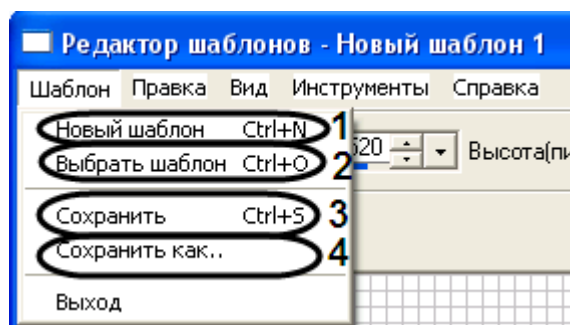 Редактор шаблонов - Новый шаблон 1
Шаблон Правка Вид Инструменты Справка
Новый шаблон Ctrl+N 1
520 Высота(пи
Выбрать шаблон Ctrl+O 2
Сохранить Ctrl+S 3
Сохранить как.. 4
Выход